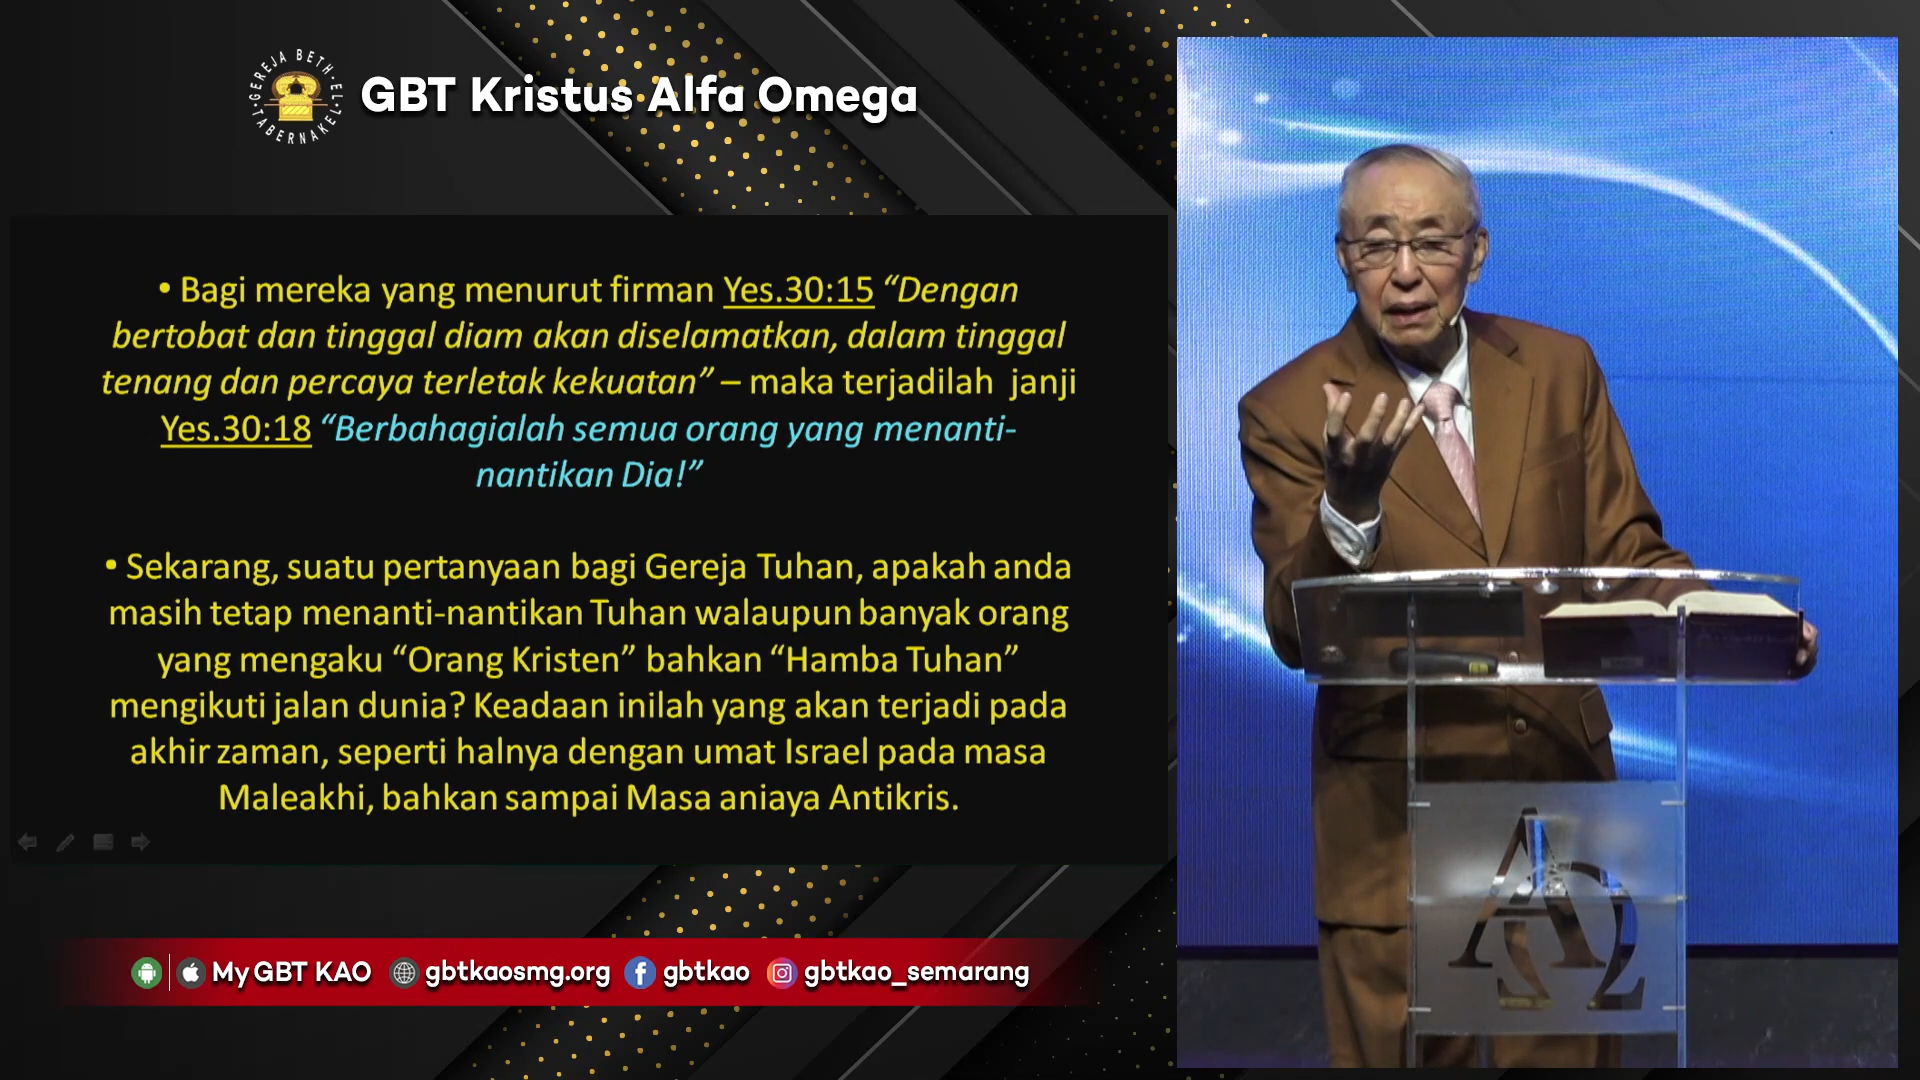 GEREJA BETH-EL TABERNAKEL
GBT Kristus Alfa Omega
• Bagi mereka yang menurut firman Yes.30:15 “Dengan
bertobat dan tinggal diam akan diselamatkan, dalam tinggal
tenang dan percaya terletak kekuatan” – maka terjadilah janji
Yes.30:18 “Berbahagialah semua orang yang menanti-
nantikan Dia!”
• Sekarang, suatu pertanyaan bagi Gereja Tuhan, apakah anda
masih tetap menanti-nantikan Tuhan walaupun banyak orang
yang mengaku “Orang Kristen” bahkan “Hamba Tuhan”
mengikuti jalan dunia? Keadaan inilah yang akan terjadi pada
akhir zaman, seperti halnya dengan umat Israel pada masa
Maleakhi, bahkan sampai Masa aniaya Antikris.
My GBT KAO gbtkaosmg.org gbtkao gbtkao_semarang
ΑΩ